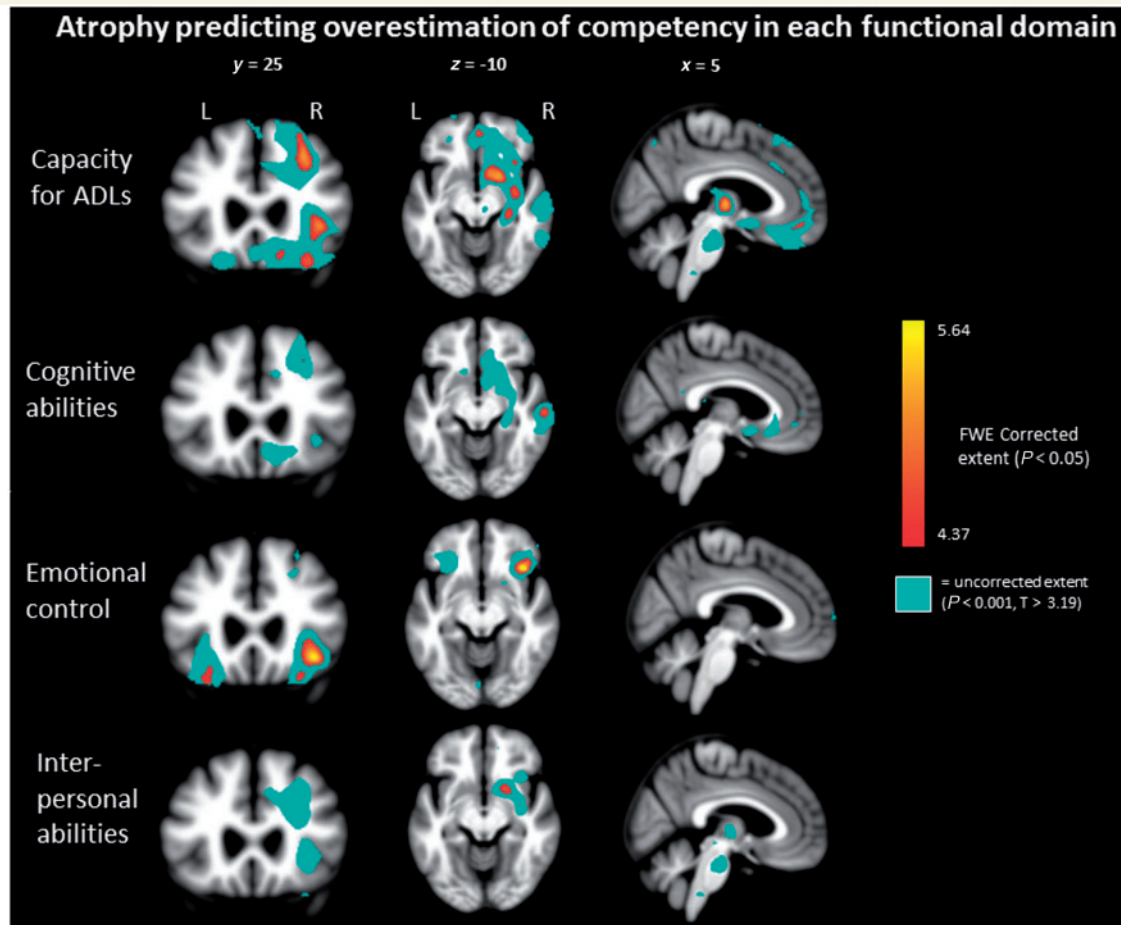 Atrophy predicting overestimation of competency in each functional domain
y = 25
z = -10
x = 5
L
R
L
R
Capacity
for ADLs
Cognitive
abilities
5.64
FWE Corrected
extent (P < 0.05)
4.37
Emotional
control
= uncorrected extent
(P < 0.001, T > 3.19)
Inter-
personal
abilities